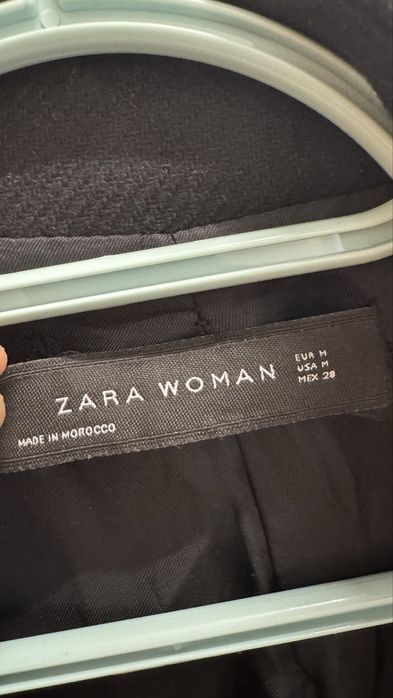 ZARA WOMAN
EUR M
USA M
MEX 28
MADE IN MOROCCO